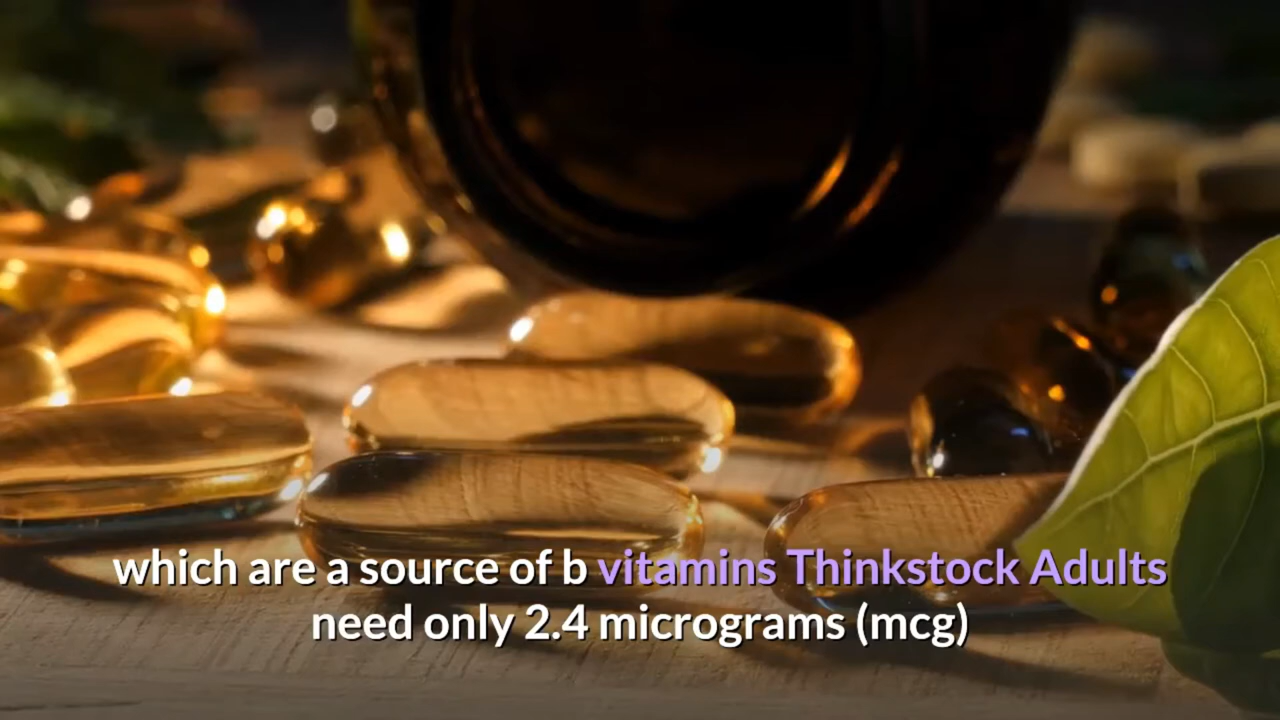 which are a source of b vitamins Thinkstock Adults
need only 2.4 micrograms (mcg)